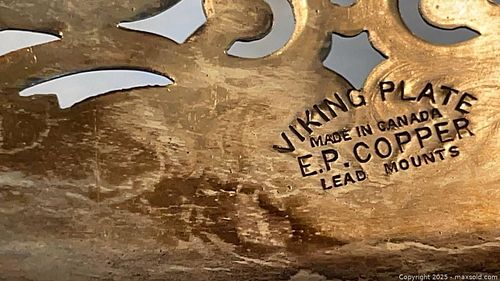 VIKING PLATE
MADE IN CANADA
E.P. COPPER
LEAD MOUNTS
Copyright 2025 - maxsold.com